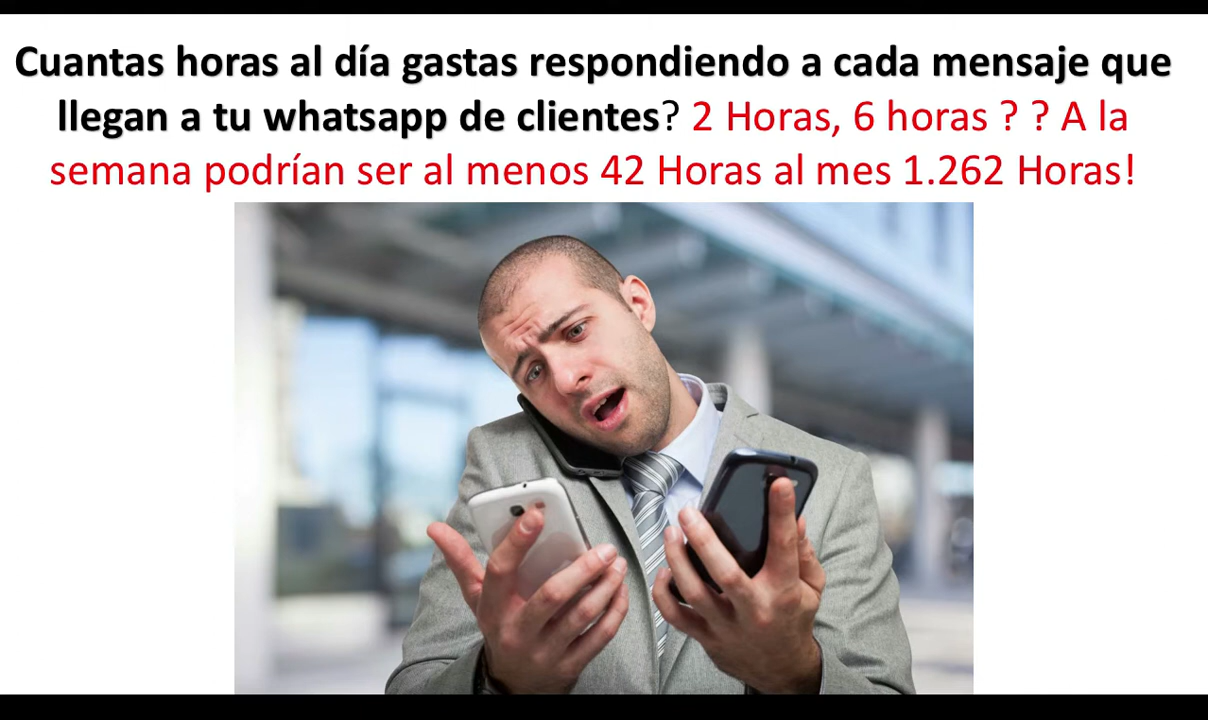 Cuantas horas al día gastas respondiendo a cada mensaje que
llegan a tu whatsapp de clientes? 2 Horas, 6 horas ? ? A la
semana podrían ser al menos 42 Horas al mes 1.262 Horas!